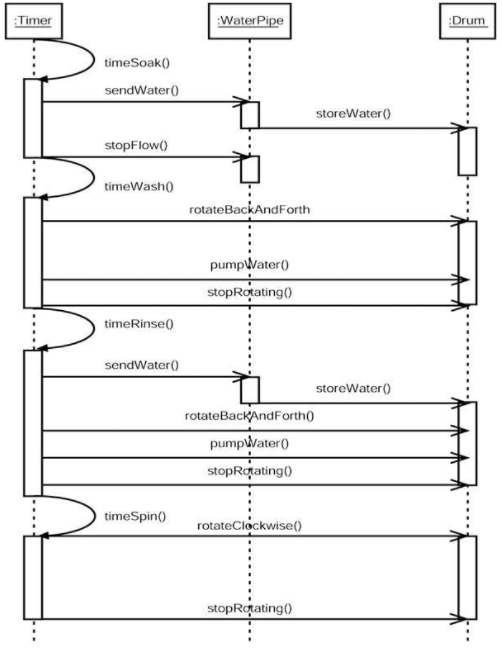 :Timer
:WaterPipe
:Drum
timeSoak()
sendWater()
storeWater()
stopFlow()
timeWash()
rotateBackAndForth
pumpWater()
stopRotating()
timeRinse()
sendWater()
storeWater()
rotateBackAndForth()
pumpWater()
stopRotating()
timeSpin()
rotateClockwise()
stopRotating()